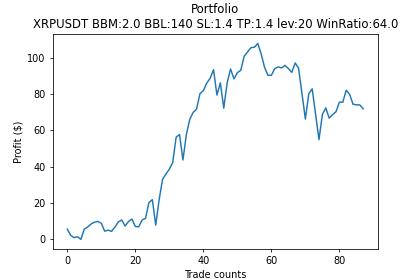 Portfolio
XRPUSDT BBM:2.0 BBL:140 SL:1.4 TP:1.4 lev:20 WinRatio:64.0
100
80
60
40
20
0
Profit ($)
0 20 40 60 80
Trade counts